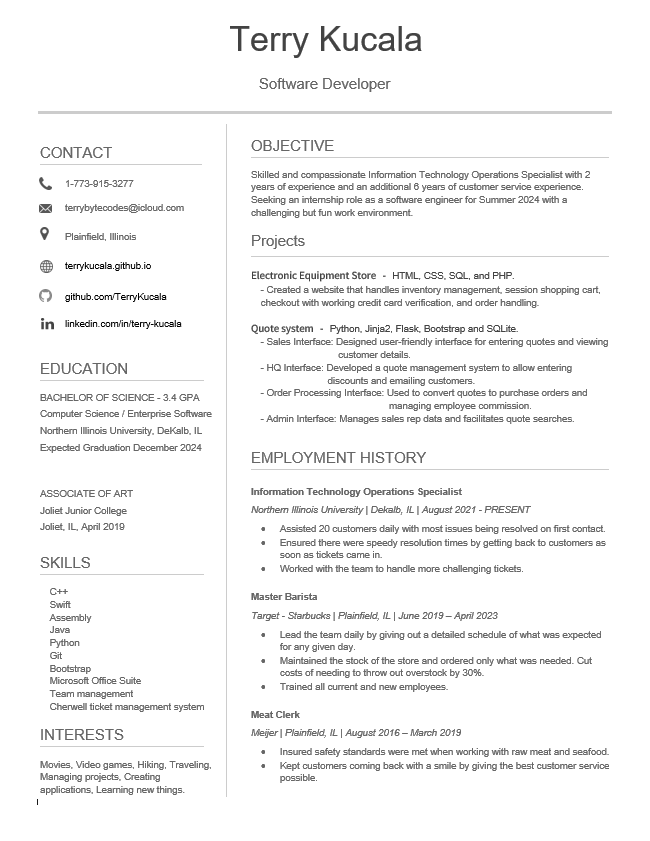 Terry Kucala
Software Developer
CONTACT
1-773-915-3277
terrybytecodes@icloud.com
Plainfield, Illinois
terrykucala.github.io
github.com/TerryKucala
linkedin.com/in/terry-kucala
EDUCATION
BACHELOR OF SCIENCE - 3.4 GPA
Computer Science / Enterprise Software
Northern Illinois University, DeKalb, IL
Expected Graduation December 2024
ASSOCIATE OF ART
Joliet Junior College
Joliet, IL, April 2019
SKILLS
C++
Swift
Assembly
Java
Python
Git
Bootstrap
Microsoft Office Suite
Team management
Cherwell ticket management system
INTERESTS
Movies, Video games, Hiking, Traveling,
Managing projects, Creating
applications, Learning new things.
OBJECTIVE
Skilled and compassionate Information Technology Operations Specialist with 2
years of experience and an additional 6 years of customer service experience.
Seeking an internship role as a software engineer for Summer 2024 with a
challenging but fun work environment.
Projects
Electronic Equipment Store - HTML, CSS, SQL, and PHP.
- Created a website that handles inventory management, session shopping cart,
checkout with working credit card verification, and order handling.
Quote system - Python, Jinja2, Flask, Bootstrap and SQLite.
- Sales Interface: Designed user-friendly interface for entering quotes and viewing
customer details.
- HQ Interface: Developed a quote management system to allow entering
discounts and emailing customers.
- Order Processing Interface: Used to convert quotes to purchase orders and
managing employee commission.
- Admin Interface: Manages sales rep data and facilitates quote searches.
EMPLOYMENT HISTORY
Information Technology Operations Specialist
Northern Illinois University | Dekalb, IL | August 2021 - PRESENT
• Assisted 20 customers daily with most issues being resolved on first contact.
• Ensured there were speedy resolution times by getting back to customers as
soon as tickets came in.
• Worked with the team to handle more challenging tickets.
Master Barista
Target - Starbucks | Plainfield, IL | June 2019 – April 2023
• Lead the team daily by giving out a detailed schedule of what was expected
for any given day.
• Maintained the stock of the store and ordered only what was needed. Cut
costs of needing to throw out overstock by 30%.
• Trained all current and new employees.
Meat Clerk
Meijer | Plainfield, IL | August 2016 – March 2019
• Insured safety standards were met when working with raw meat and seafood.
• Kept customers coming back with a smile by giving the best customer service
possible.